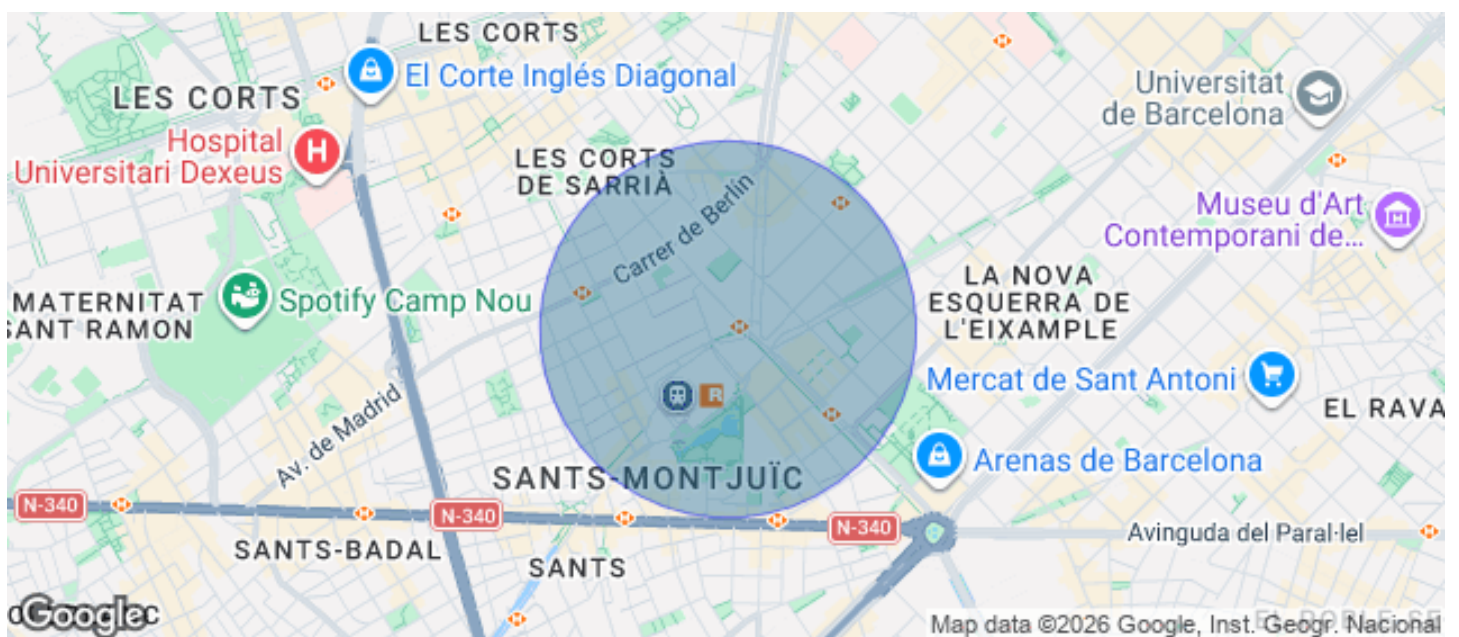 LES CORTS
El Corte Inglés Diagonal
LES CORTS
Hospital
Universitari Dexeus
H
LES CORTS
DE SARRIÀ
Universitat
de Barcelona
Carrer de Berlín
Museu d'Art
Contemporani de...
MATERNITAT
SANT RAMON
Spotify Camp Nou
LA NOVA
ESQUERRA DE
L'EIXAMPLE
Mercat de Sant Antoni
R
EL RAVA
Av. de Madrid
Arenas de Barcelona
SANTS-MONTJUÏC
N-340
N-340
N-340
Avinguda del Paral·lel
SANTS-BADAL
SANTS
Google
Map data ©2026 Google, Inst. Geogr. Nacional